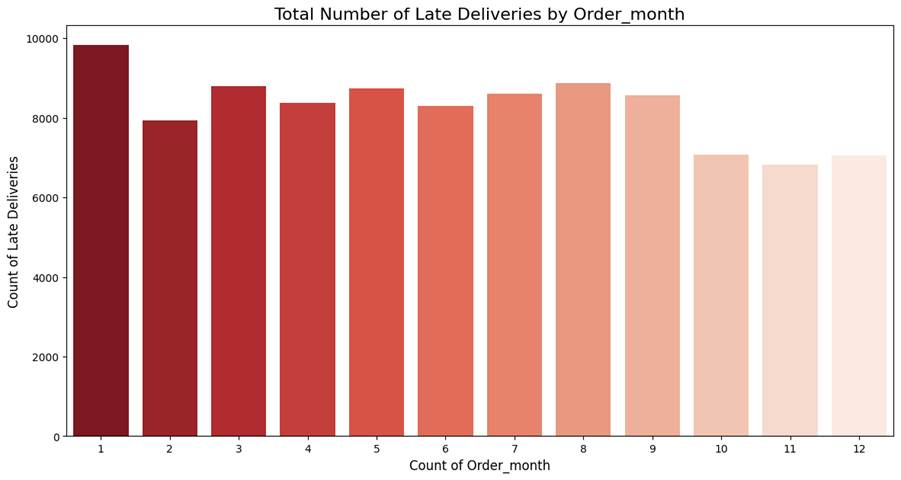 Total Number of Late Deliveries by Order_month
10000
8000
6000
4000
2000
0
Count of Late Deliveries
1 2 3 4 5 6 7 8 9 10 11 12
Count of Order_month